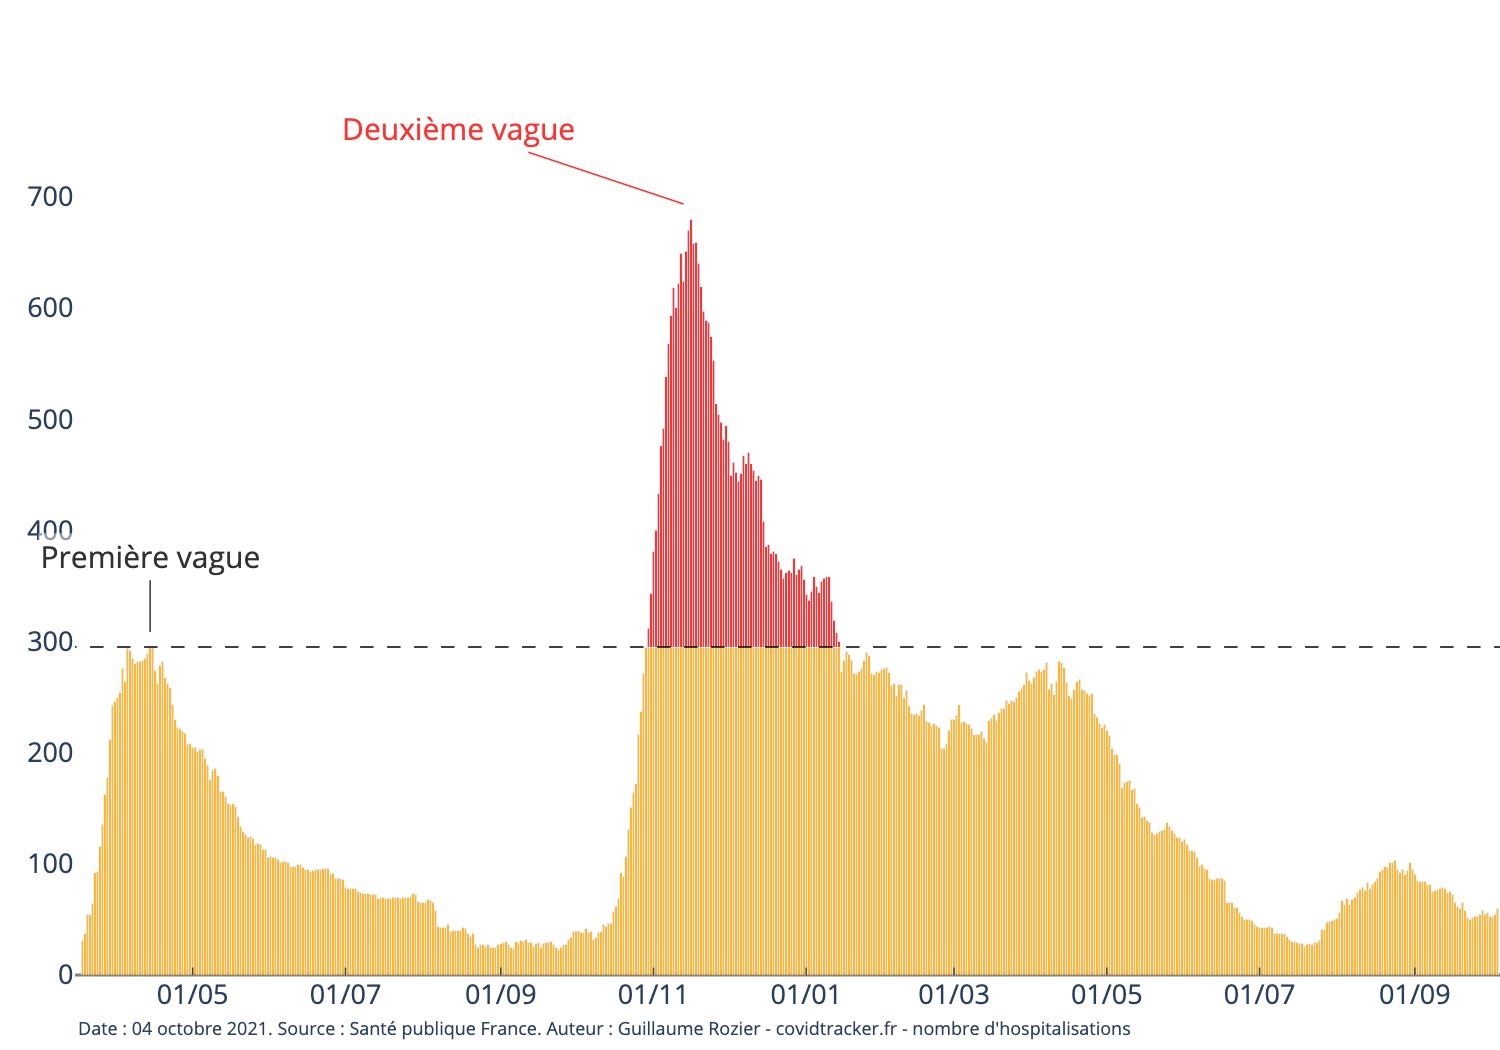 Deuxième vague
700
600
500
400
Première vague
300
200
100
0
01/05 01/07 01/09 01/11 01/01 01/03 01/05 01/07 01/09
Date : 04 octobre 2021. Source : Santé publique France. Auteur : Guillaume Rozier - covidtracker.fr - nombre d'hospitalisations